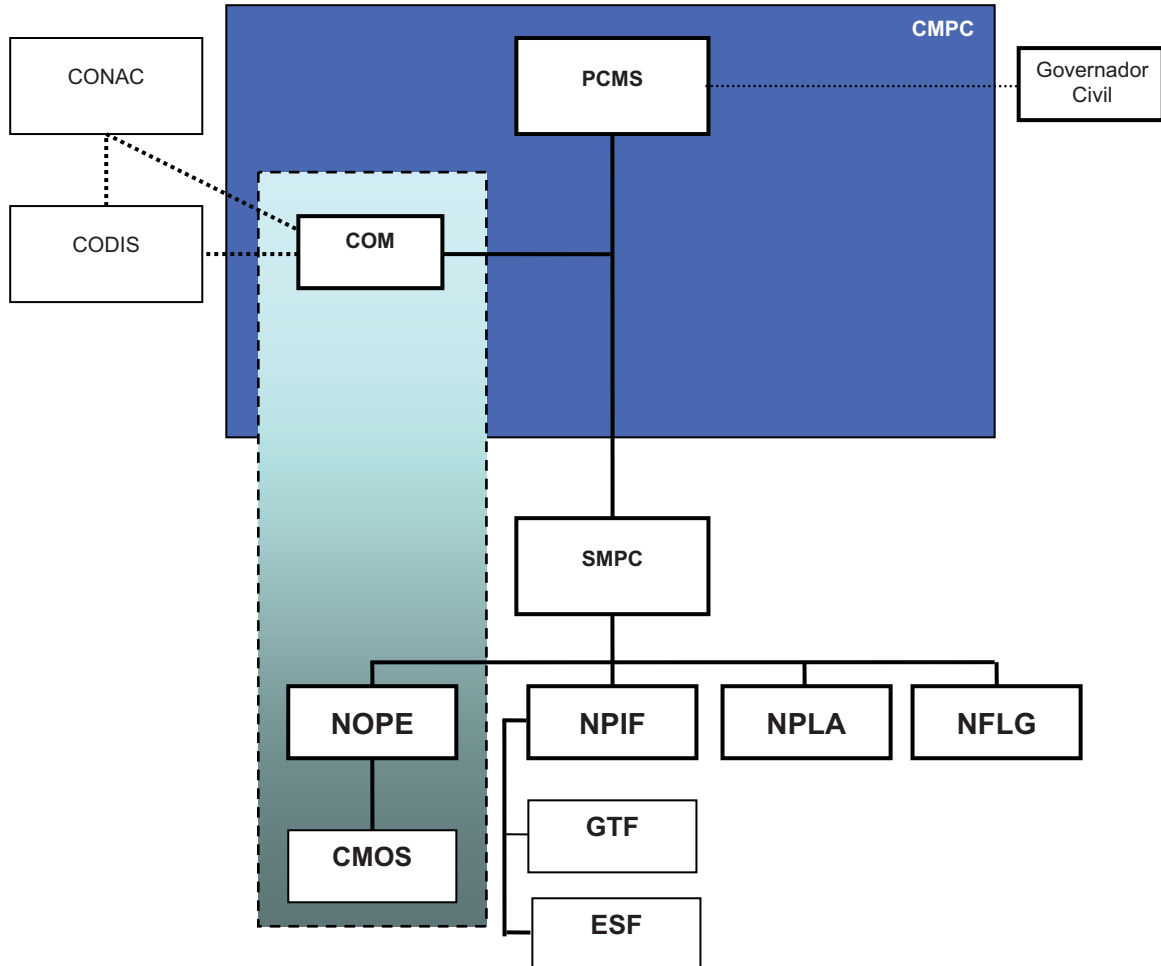 CMPC
CONAC
PCMS
Governador
Civil
CODIS
COM
SMPC
NOPE
NPIF
NPLA
NFLG
GTF
CMOS
ESF